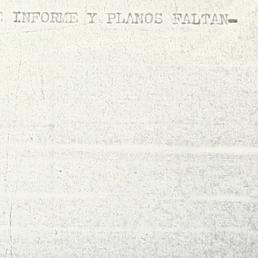 INFORME Y PLANOS FALTAN-